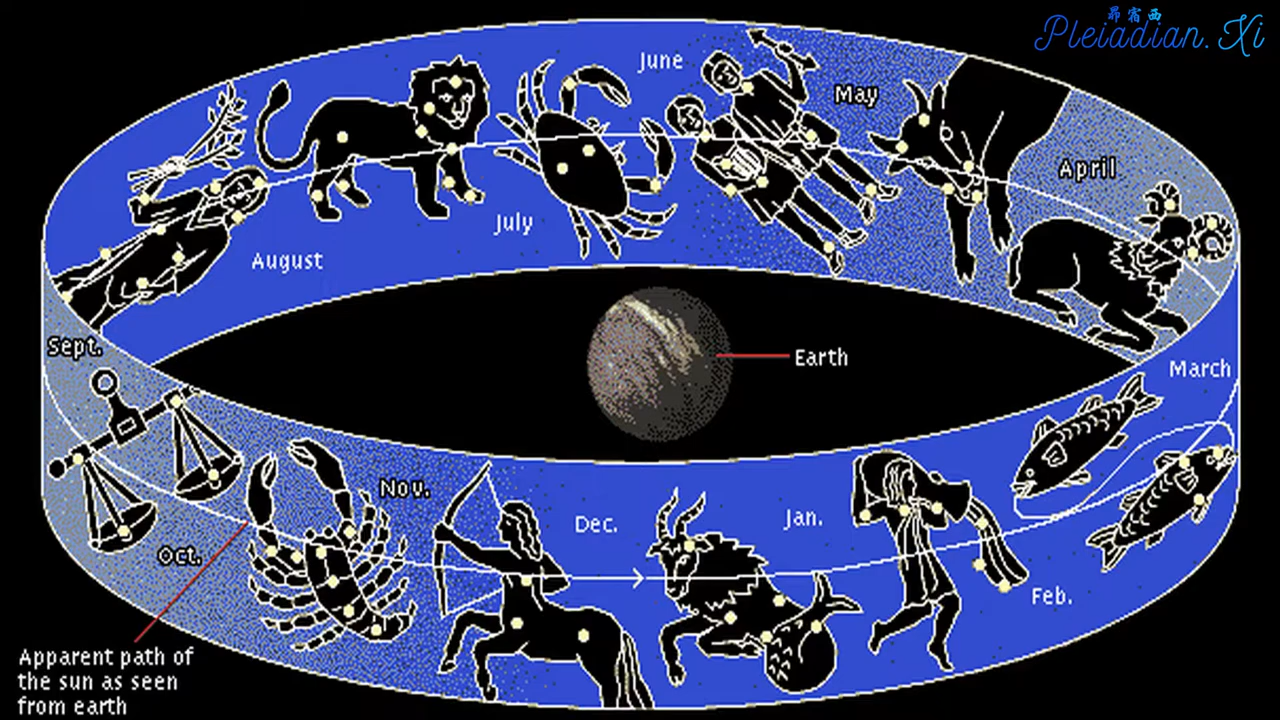 昴宿西
Pleiadian.Xi
June
May
April
July
August
Sept.
Earth
March
Nov.
Dec.
Jan.
Oct.
Feb.
Apparent path of
the sun as seen
from earth